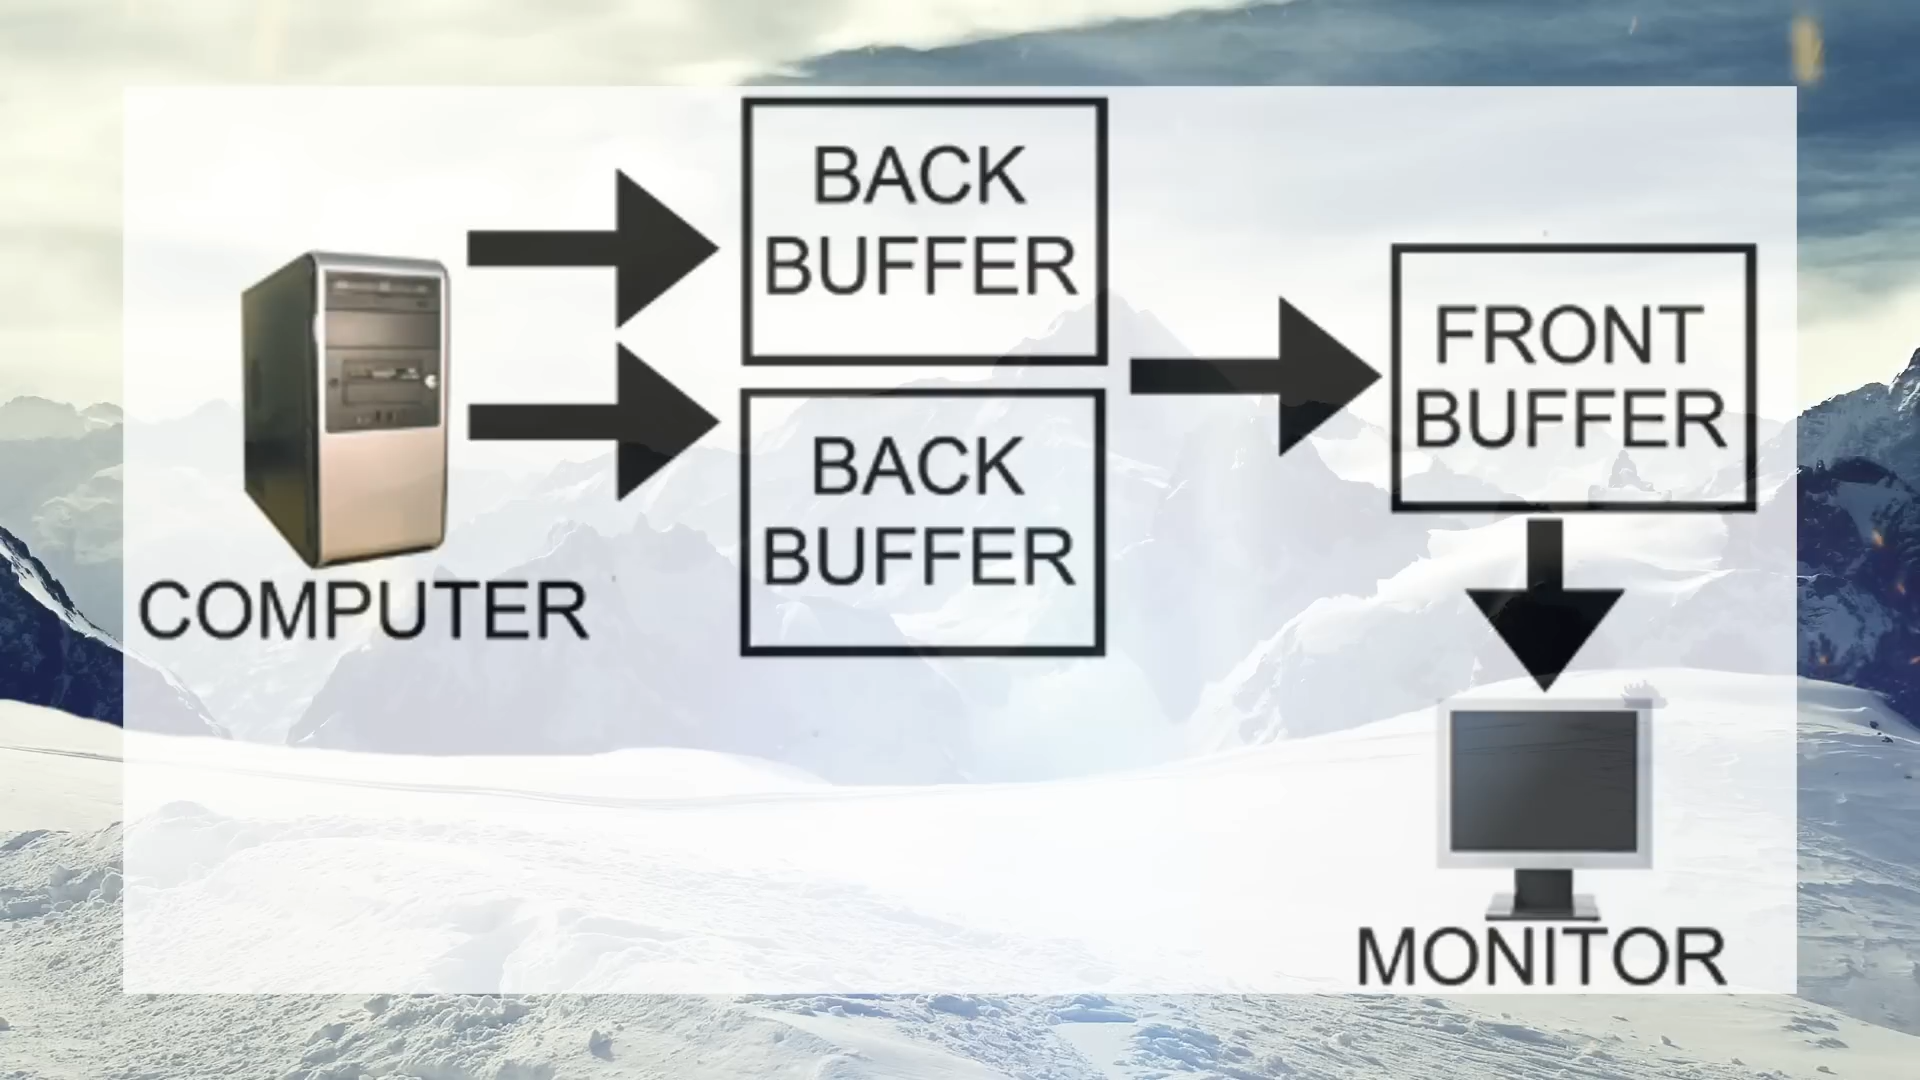 BACK
BUFFER
COMPUTER
BACK
BUFFER
FRONT
BUFFER
MONITOR